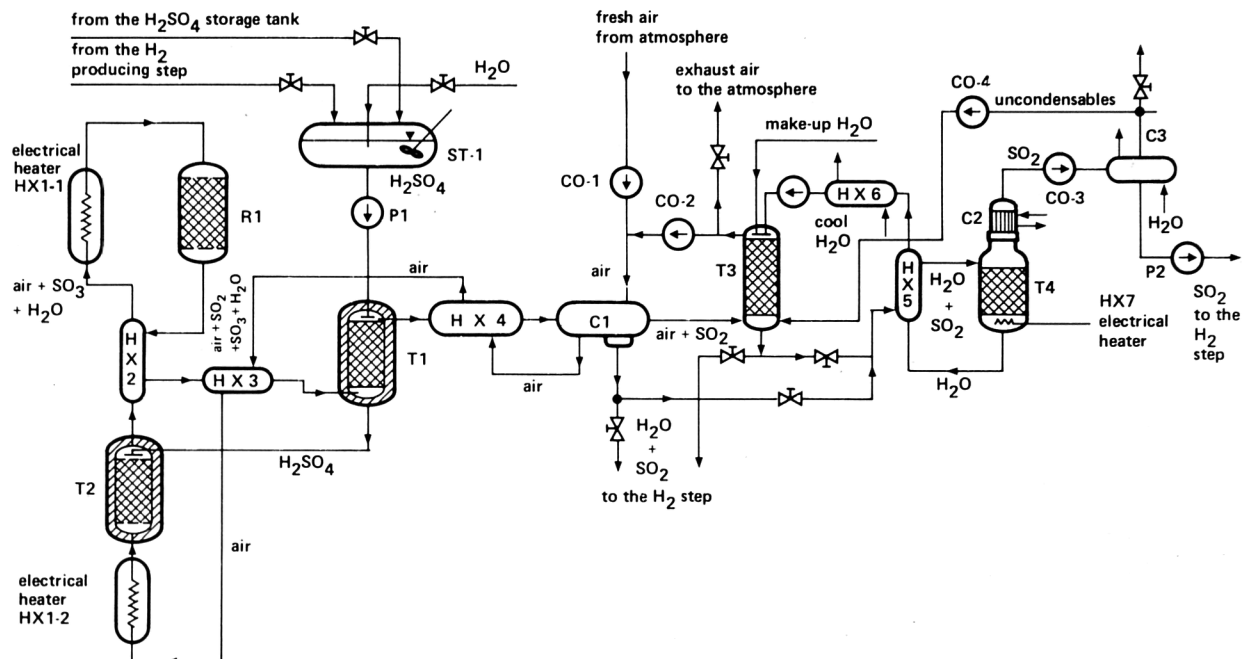 from the H2SO4 storage tank
from the H2
producing step
H2O
fresh air
from atmosphere
exhaust air
to the atmosphere
make-up H2O
CO-4
uncondensables
C3
electrical
heater
HX1-1
R1
ST-1
H2SO4
P1
CO-1
CO-2
HX6
cool
H2O
SO2
CO-3
H2O
C2
P2
SO2
to the
H2
step
air + SO3
+ H2O
air + SO2
+SO3 + H2O
air
air
T3
HX5
H2O
+
SO2
T4
HX7
electrical
heater
HX2
HX3
T1
HX4
C1
air + SO2
air
H2O
H2SO4
T2
H2O
+
SO2
to the H2 step
air
electrical
heater
HX1-2